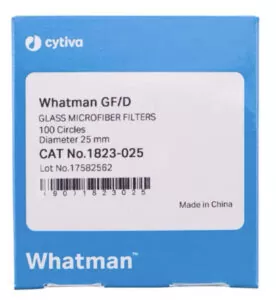 cytiva
Whatman GF/D
GLASS MICROFIBER FILTERS
100 Circles
Diameter 25 mm
CAT No.1823-025
Lot No.17582562
Made in China
Whatman™